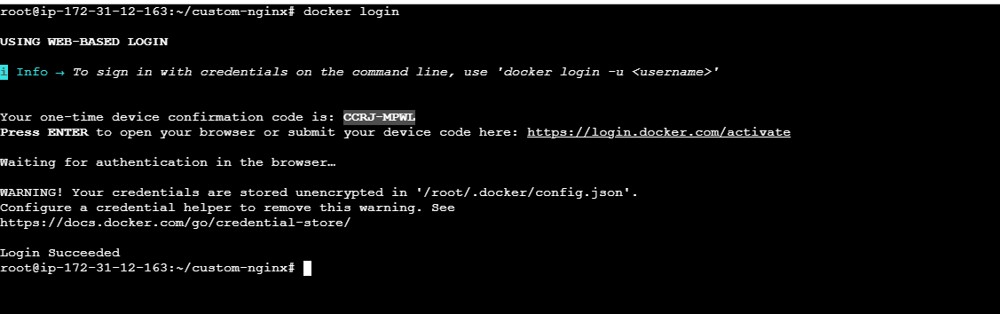 root@ip-172-31-12-163:~/custom-nginx# docker login
USING WEB-BASED LOGIN
i Info → To sign in with credentials on the command line, use 'docker login -u <username>'
Your one-time device confirmation code is: CCRJ-MPWL
Press ENTER to open your browser or submit your device code here: https://login.docker.com/activate
Waiting for authentication in the browser…
WARNING! Your credentials are stored unencrypted in '/root/.docker/config.json'.
Configure a credential helper to remove this warning. See
https://docs.docker.com/go/credential-store/
Login Succeeded
root@ip-172-31-12-163:~/custom-nginx#